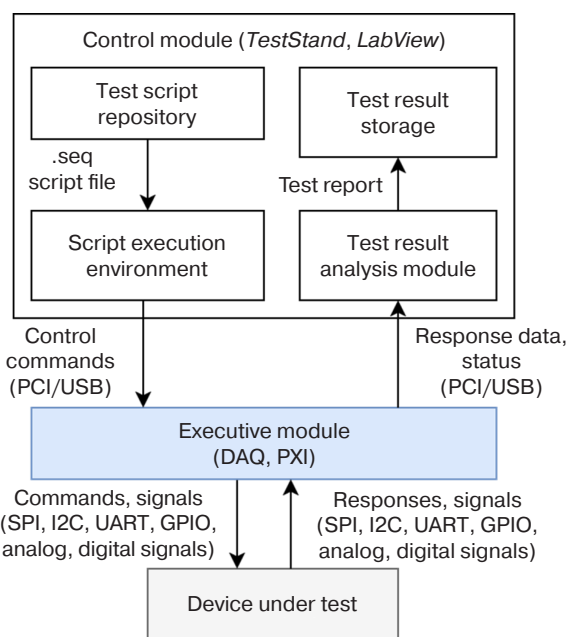 Control module (TestStand, LabView)
Test script
repository
Test result
storage
.seq
script file
Test report
Script execution
environment
Test result
analysis module
Control
commands
(PCI/USB)
Response data,
status
(PCI/USB)
Executive module
(DAQ, PXI)
Commands, signals
(SPI, I2C, UART, GPIO,
analog, digital signals)
Responses, signals
(SPI, I2C, UART, GPIO,
analog, digital signals)
Device under test